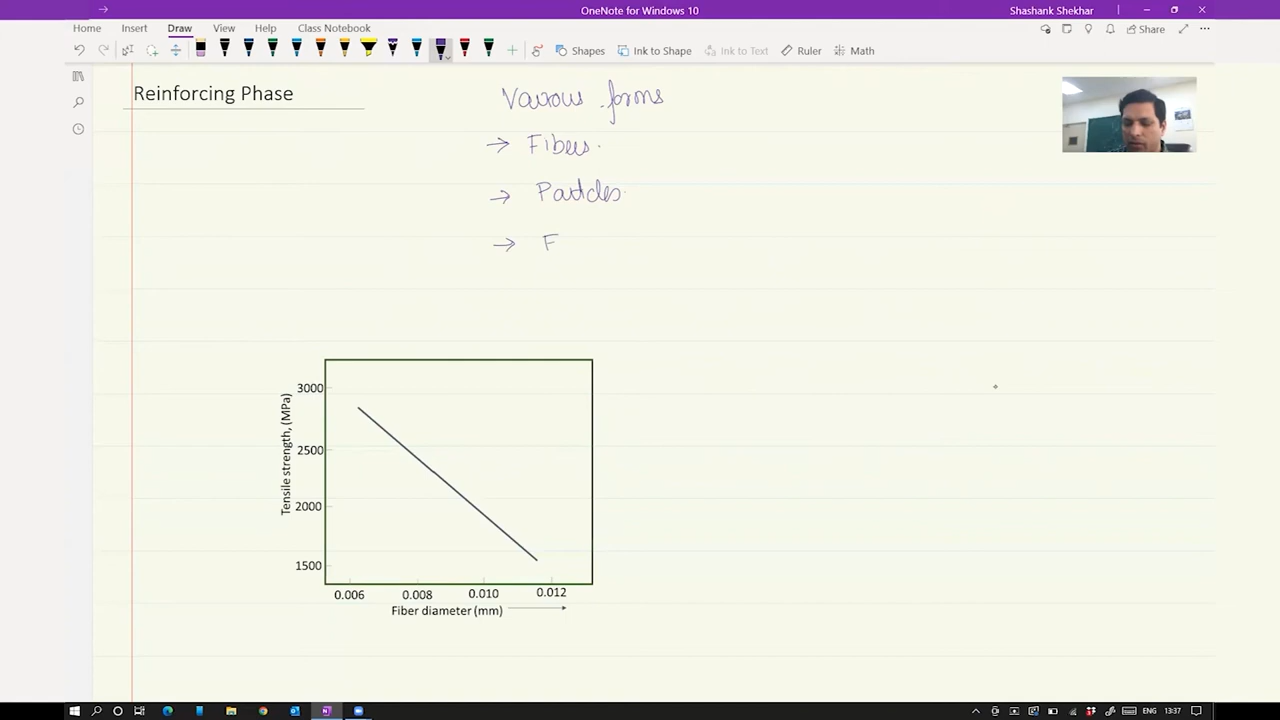 OneNote for Windows 10
Shashank Shekhar
Home Insert Draw View Help Class Notebook
Share
Shapes Ink to Shape Ink to Text Ruler Math
Reinforcing Phase
Various forms
→ Fibers.
→ Particles
→ F
3000
2500
2000
1500
Tensile strength, (MPa)
0.006 0.008 0.010 0.012
Fiber diameter (mm)
ENG 13:37